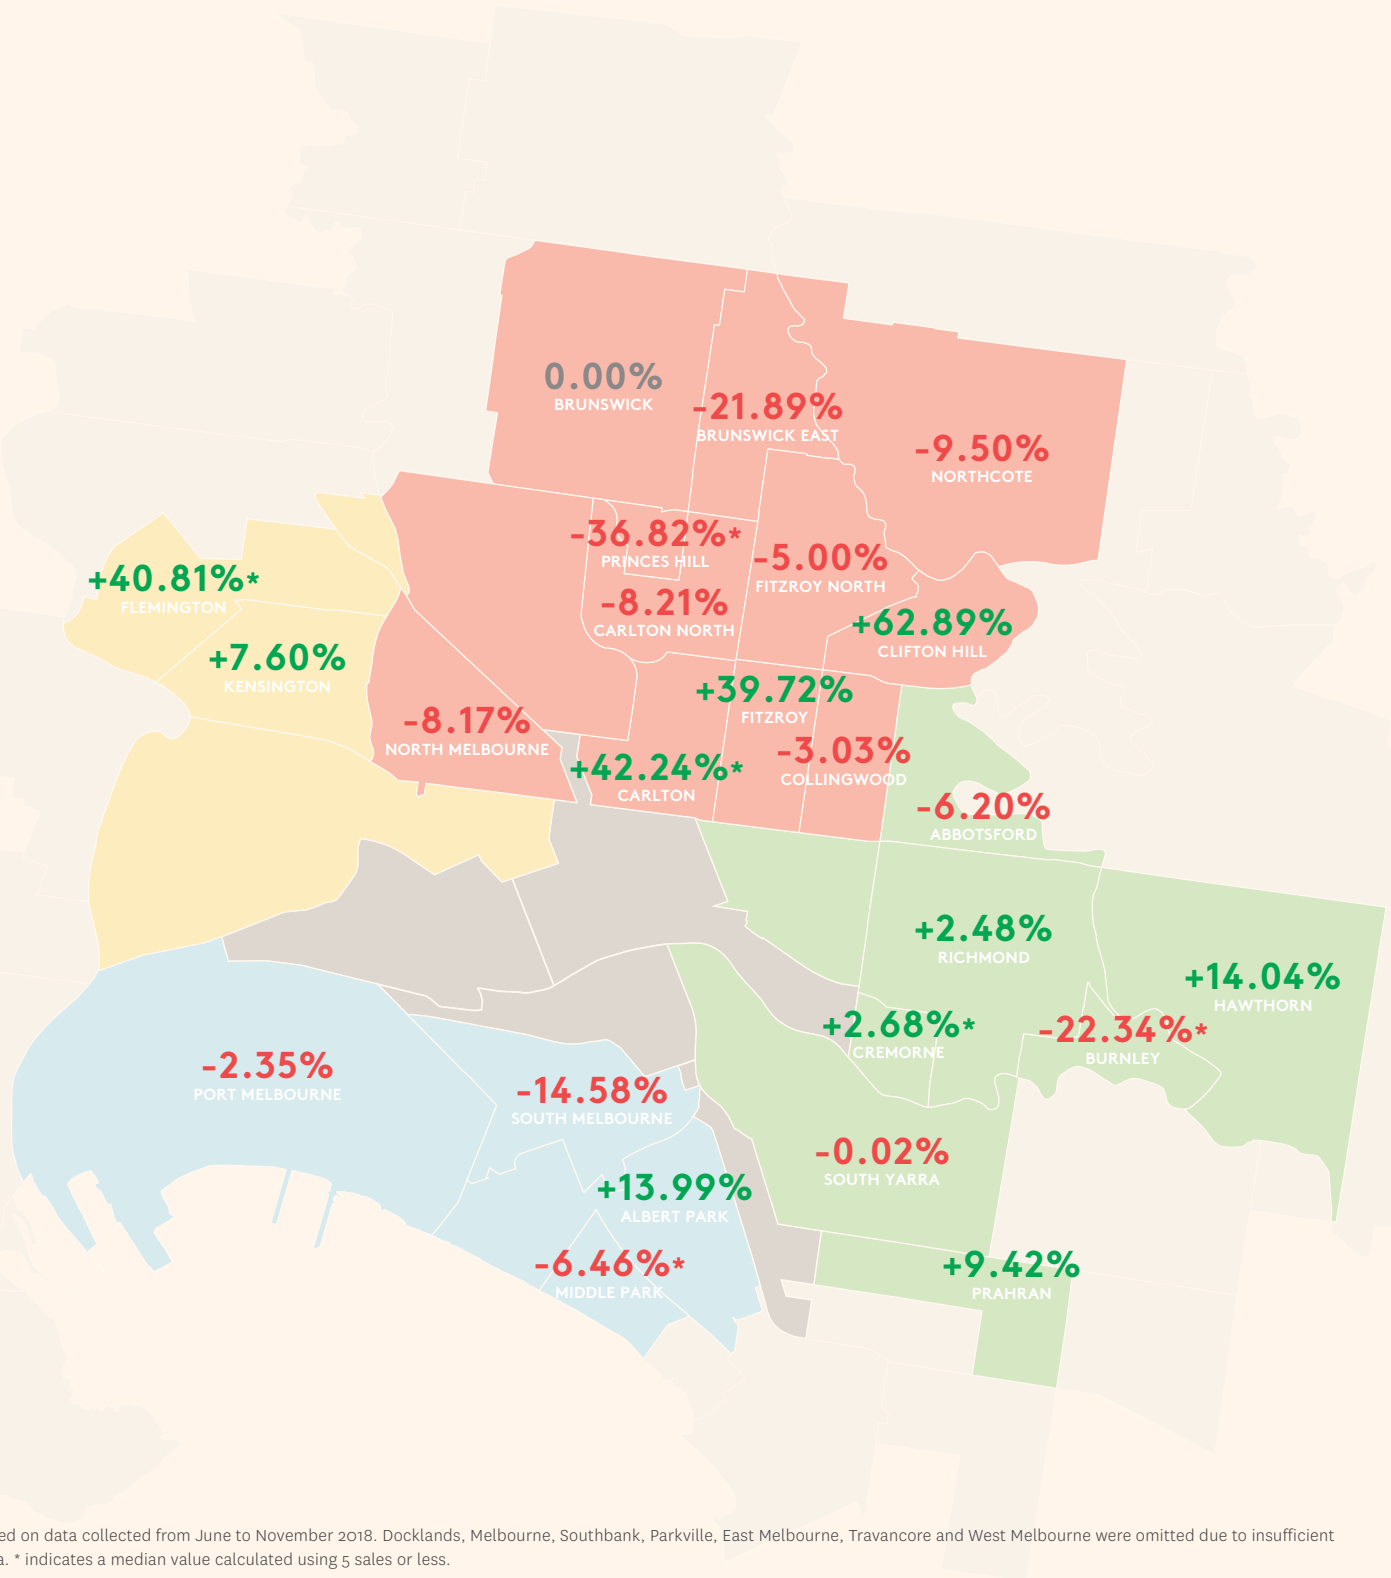 0.00%
BRUNSWICK
-21.89%
BRUNSWICK EAST
-9.50%
NORTHCOTE
-36.82%*
PRINCES HILL
-5.00%
FITZROY NORTH
+40.81%*
FLEMINGTON
-8.21%
CARLTON NORTH
+62.89%
CLIFTON HILL
+7.60%
KENSINGTON
+39.72%
FITZROY
-8.17%
NORTH MELBOURNE
-3.03%
COLLINGWOOD
+42.24%*
CARLTON
-6.20%
ABBOTSFORD
+2.48%
RICHMOND
+14.04%
HAWTHORN
+2.68%*
CREMORNE
-22.34%*
BURNLEY
-2.35%
PORT MELBOURNE
-14.58%
SOUTH MELBOURNE
-0.02%
SOUTH YARRA
+13.99%
ALBERT PARK
-6.46%*
MIDDLE PARK
+9.42%
PRAHRAN
on data collected from June to November 2018. Docklands, Melbourne, Southbank, Parkville, East Melbourne, Travancore and West Melbourne were omitted due to insufficient
* indicates a median value calculated using 5 sales or less.